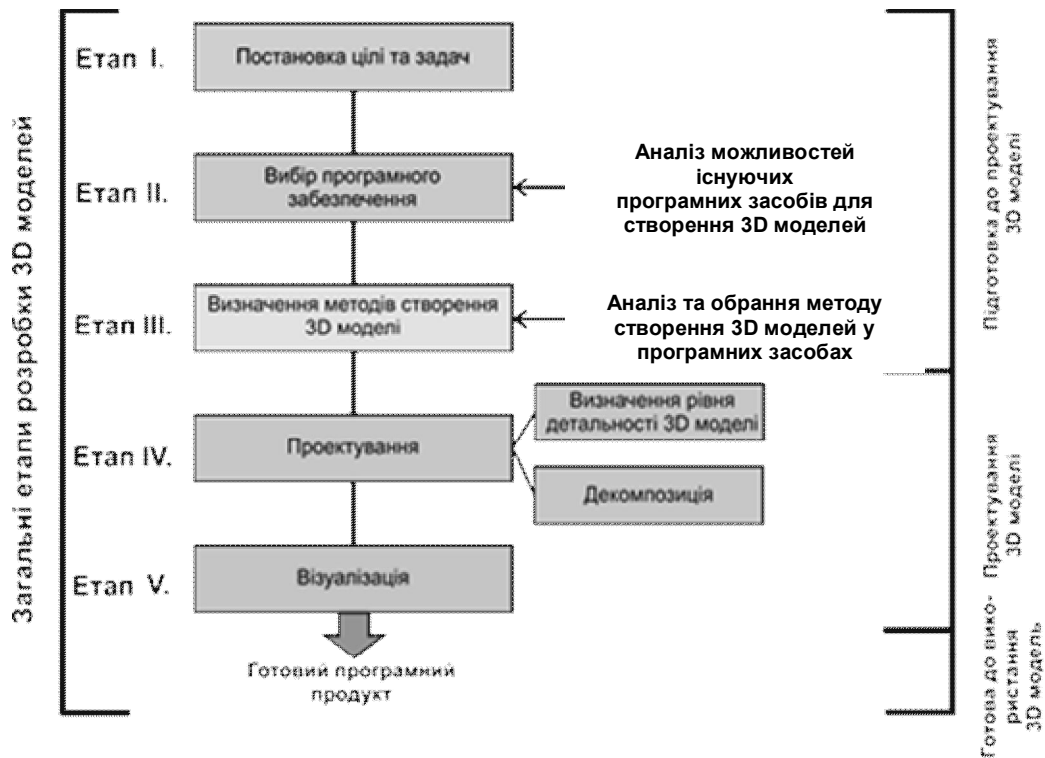 Загальні етапи розробки 3D моделей
Етап I.
Постановка цілі та задач
Етап II.
Вибір програмного
забезпечення
Аналіз можливостей
існуючих
програмних засобів для
створення 3D моделей
Етап III.
Визначення методів створення
3D моделі
Аналіз та обрання методу
створення 3D моделей у
програмних засобах
Етап IV.
Проектування
Визначення рівня
детальності 3D моделі
Декомпозиція
Етап V.
Візуалізація
Готовий програмний
продукт
Підготовка до проектування
3D моделі
Проектування
3D моделі
Готова до вико-
ристання
3D модель